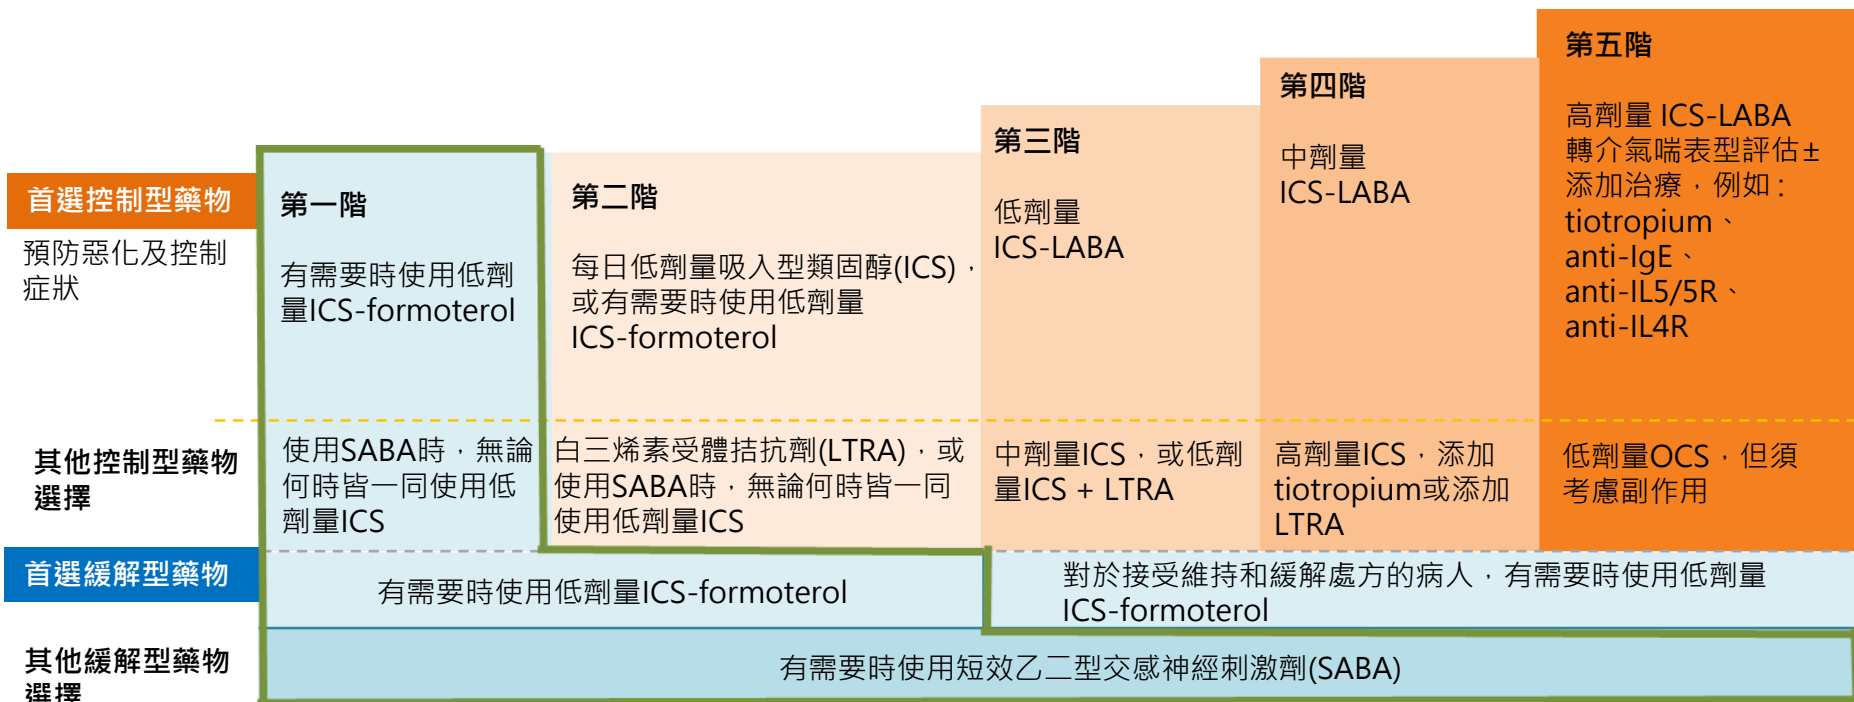 首選控制型藥物
預防惡化及控制
症狀
第一階
有需要時使用低劑
量ICS-formoterol
第二階
每日低劑量吸入型類固醇(ICS)，
或有需要時使用低劑量
ICS-formoterol
第三階
低劑量
ICS-LABA
第四階
中劑量
ICS-LABA
第五階
高劑量 ICS-LABA
轉介氣喘表型評估±
添加治療，例如：
tiotropium、
anti-IgE、
anti-IL5/5R、
anti-IL4R
其他控制型藥物
選擇
使用SABA時，無論
何時皆一同使用低
劑量ICS
白三烯素受體拮抗劑(LTRA)，或
使用SABA時，無論何時皆一同
使用低劑量ICS
中劑量ICS，或低劑
量ICS + LTRA
高劑量ICS，添加
tiotropium或添加
LTRA
低劑量OCS，但須
考慮副作用
首選緩解型藥物
有需要時使用低劑量ICS-formoterol
對於接受維持和緩解處方的病人，有需要時使用低劑量
ICS-formoterol
其他緩解型藥物
選擇
有需要時使用短效乙二型交感神經刺激劑(SABA)